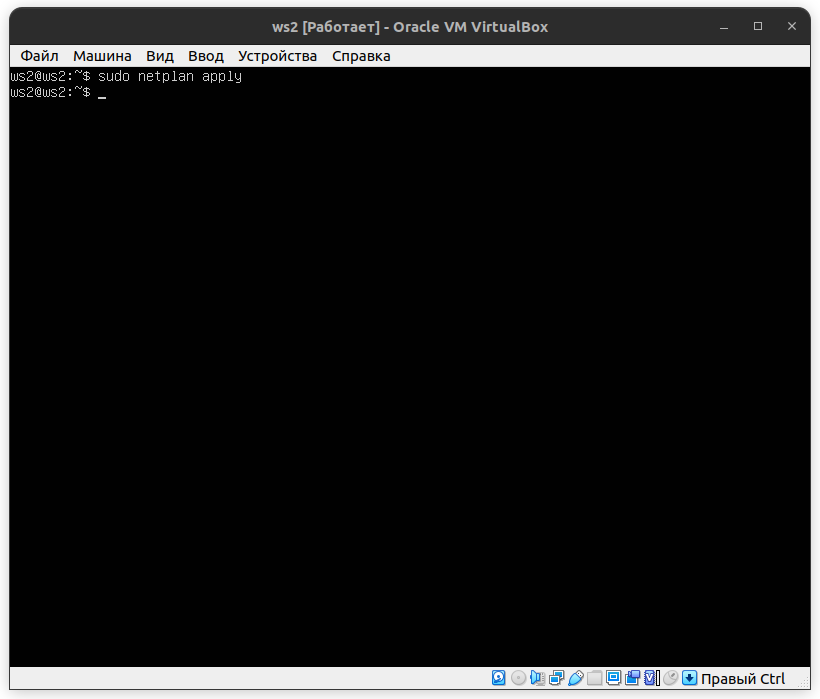 ws2 [Работает] - Oracle VM VirtualBox
Файл Машина Вид Ввод Устройства Справка
ws2@ws2:~$ sudo netplan apply
ws2@ws2:~$ _
Правый Ctrl